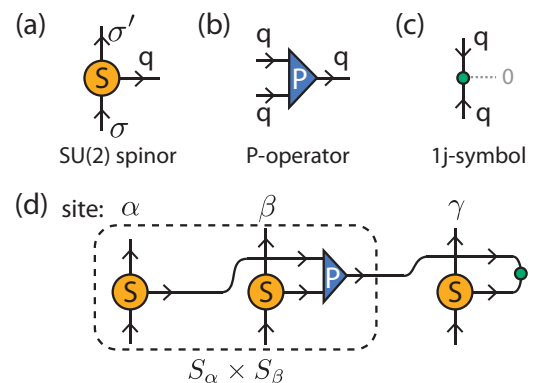 (a)
σ′
S
q
σ
SU(2) spinor
(b)
q
P
q
q
P-operator
(c)
q
0
q
1j-symbol
(d) site: α β γ
S S P S
S_α × S_β